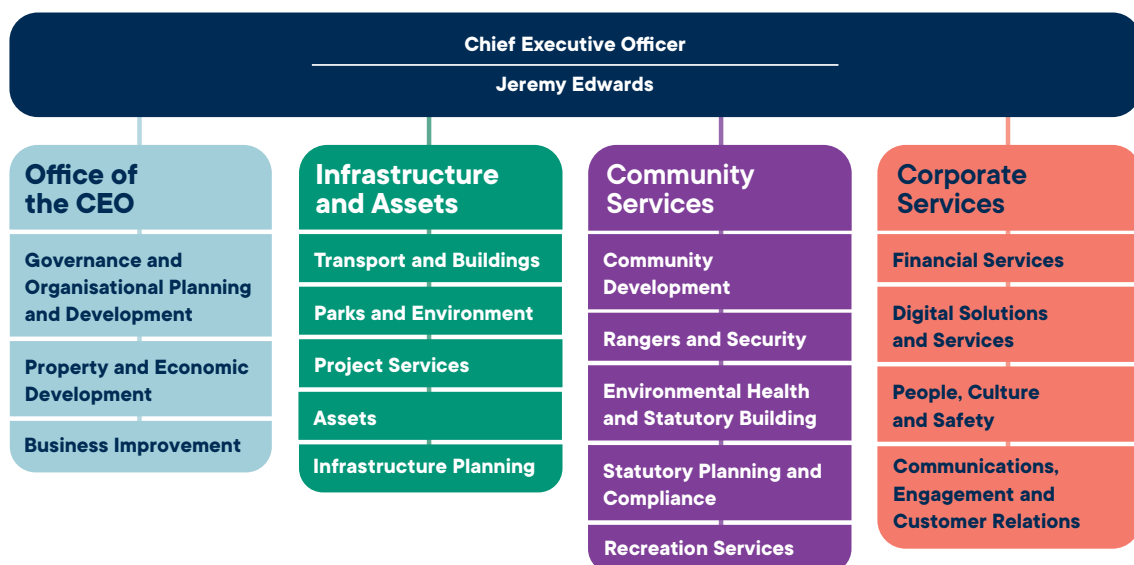 Chief Executive Officer
Jeremy Edwards
Office of
the CEO
Governance and
Organisational Planning
and Development
Property and Economic
Development
Business Improvement
Infrastructure
and Assets
Transport and Buildings
Parks and Environment
Project Services
Assets
Infrastructure Planning
Community
Services
Community
Development
Rangers and Security
Environmental Health
and Statutory Building
Statutory Planning and
Compliance
Recreation Services
Corporate
Services
Financial Services
Digital Solutions
and Services
People, Culture
and Safety
Communications,
Engagement and
Customer Relations